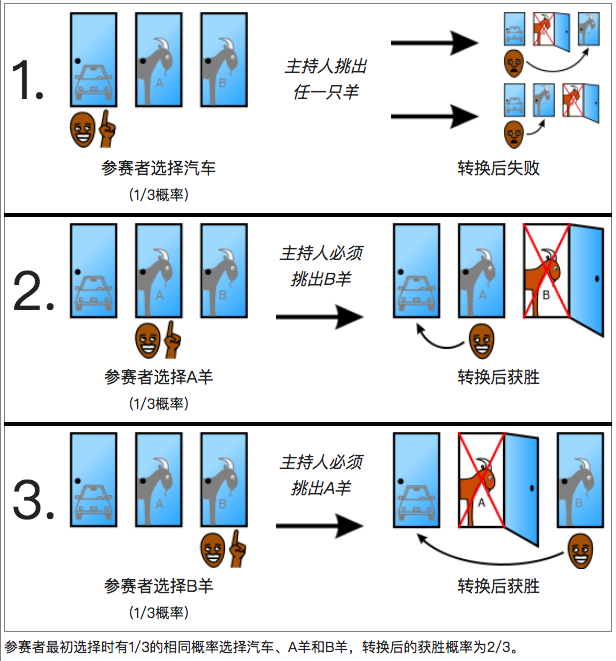 1.
A
B
主持人挑出
任一只羊
参赛者选择汽车
(1/3概率)
转换后失败
2.
A
B
主持人必须
挑出B羊
A
B
参赛者选择A羊
(1/3概率)
转换后获胜
3.
A
B
主持人必须
挑出A羊
A
B
参赛者选择B羊
(1/3概率)
转换后获胜
参赛者最初选择时有1/3的相同概率选择汽车、A羊和B羊，转换后的获胜概率为2/3。